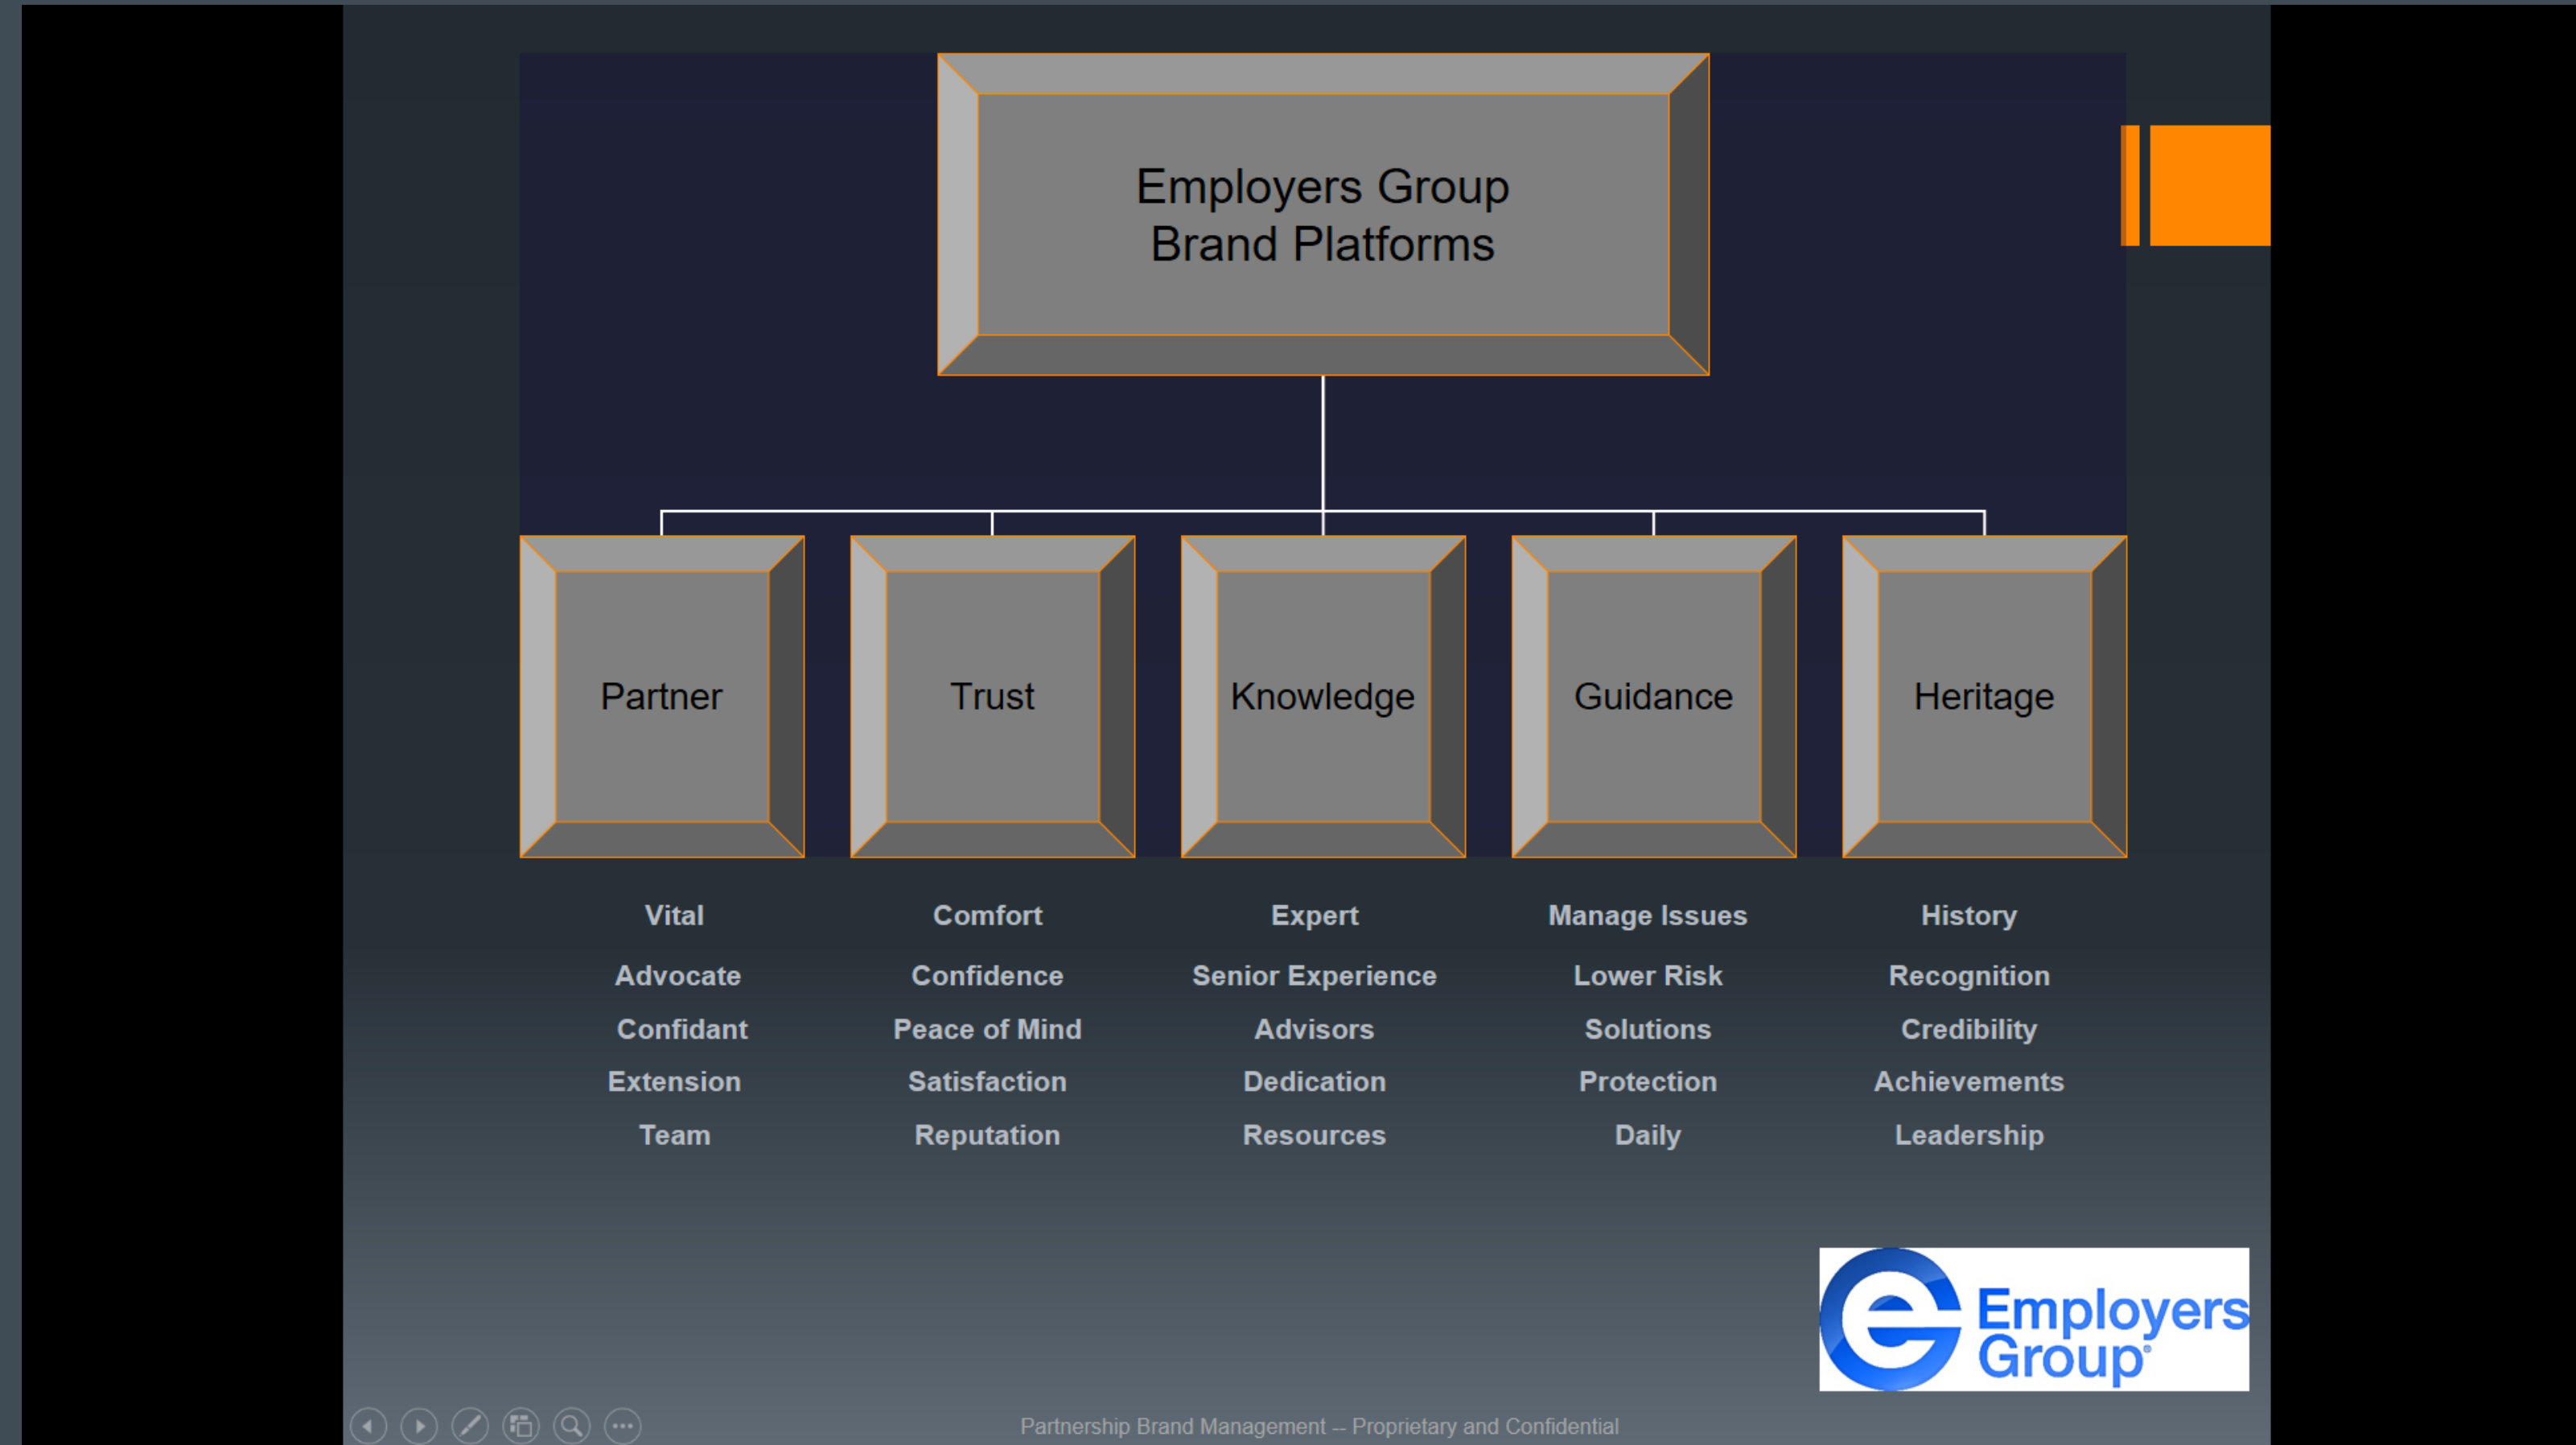 Employers Group
Brand Platforms
Partner Trust Knowledge Guidance Heritage
Vital Comfort Expert Manage Issues History
Advocate Confidence Senior Experience Lower Risk Recognition
Confidant Peace of Mind Advisors Solutions Credibility
Extension Satisfaction Dedication Protection Achievements
Team Reputation Resources Daily Leadership
Employers
Group®
Partnership Brand Management -- Proprietary and Confidential